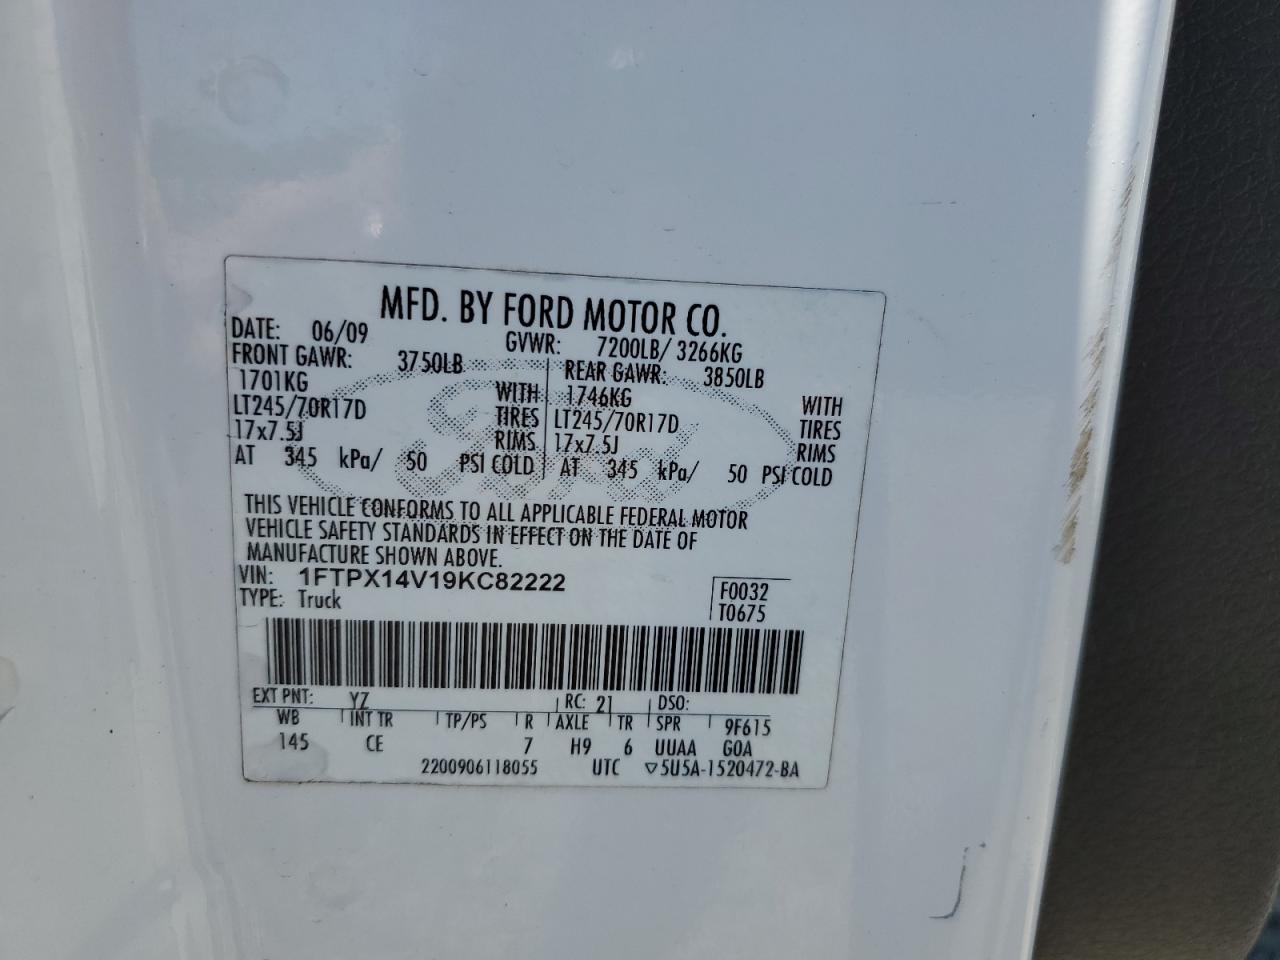 MFD. BY FORD MOTOR CO.
DATE: 06/09 GVWR: 7200LB/ 3266KG
FRONT GAWR: 3750LB REAR GAWR: 3850LB
1701KG WITH 1746KG WITH
LT245/70R17D TIRES LT245/70R17D TIRES
17x7.5J RIMS 17x7.5J RIMS
AT 345 kPa/ 50 PSI COLD AT 345 kPa/ 50 PSI COLD
Ford
THIS VEHICLE CONFORMS TO ALL APPLICABLE FEDERAL MOTOR
VEHICLE SAFETY STANDARDS IN EFFECT ON THE DATE OF
MANUFACTURE SHOWN ABOVE.
VIN: 1FTPX14V19KC82222 F0032
TYPE: Truck T0675
EXT PNT: YZ RC: 21 DSO:
WB INT TR TP/PS R AXLE TR SPR 9F615
145 CE 7 H9 6 UUAA GOA
2200906118055 UTC ▽5U5A-1520472-BA